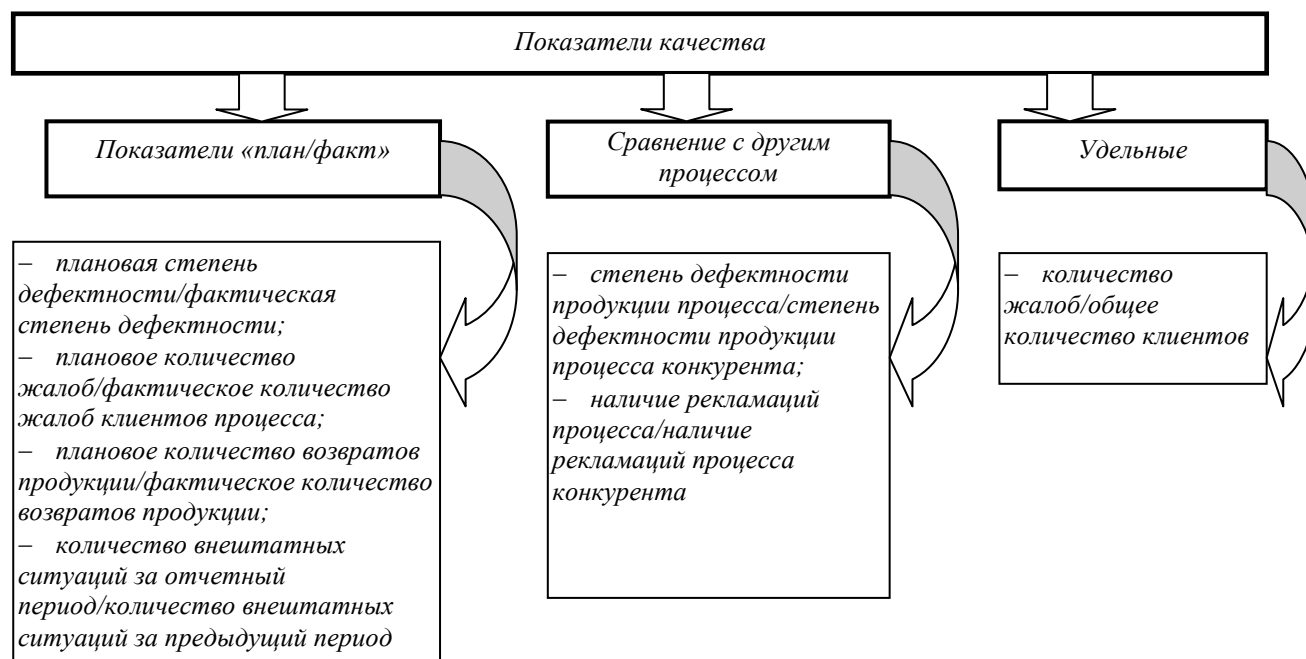 Показатели качества
Показатели «план/факт»
Сравнение с другим
процессом
Удельные
– плановая степень
дефектности/фактическая
степень дефектности;
– плановое количество
жалоб/фактическое количество
жалоб клиентов процесса;
– плановое количество возвратов
продукции/фактическое количество
возвратов продукции;
– количество внештатных
ситуаций за отчетный
период/количество внештатных
ситуаций за предыдущий период
– степень дефектности
продукции процесса/степень
дефектности продукции
процесса конкурента;
– наличие рекламаций
процесса/наличие
рекламаций процесса
конкурента
– количество
жалоб/общее
количество клиентов